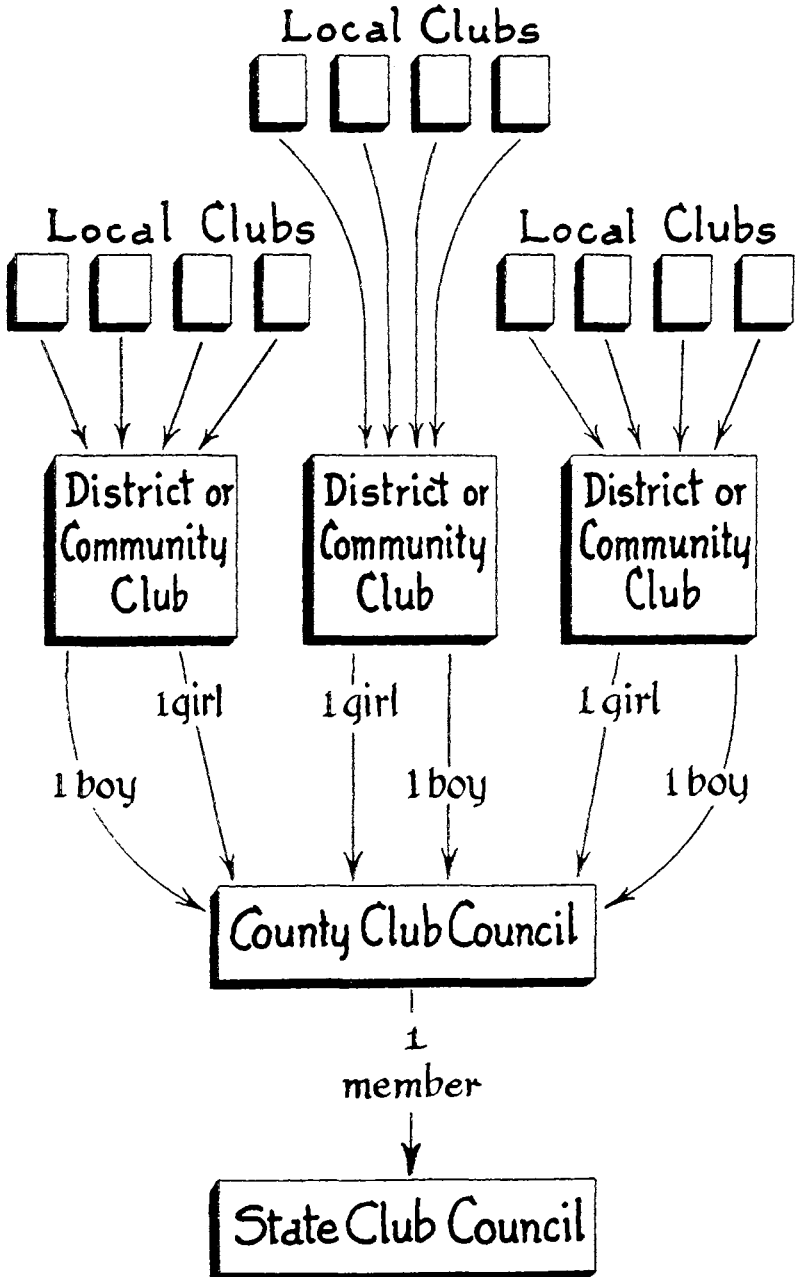 Local Clubs
Local Clubs
Local Clubs
District or
Community
Club
District or
Community
Club
District or
Community
Club
1 girl
1 girl
1 girl
1 boy
1 boy
1 boy
County Club Council
1
member
State Club Council